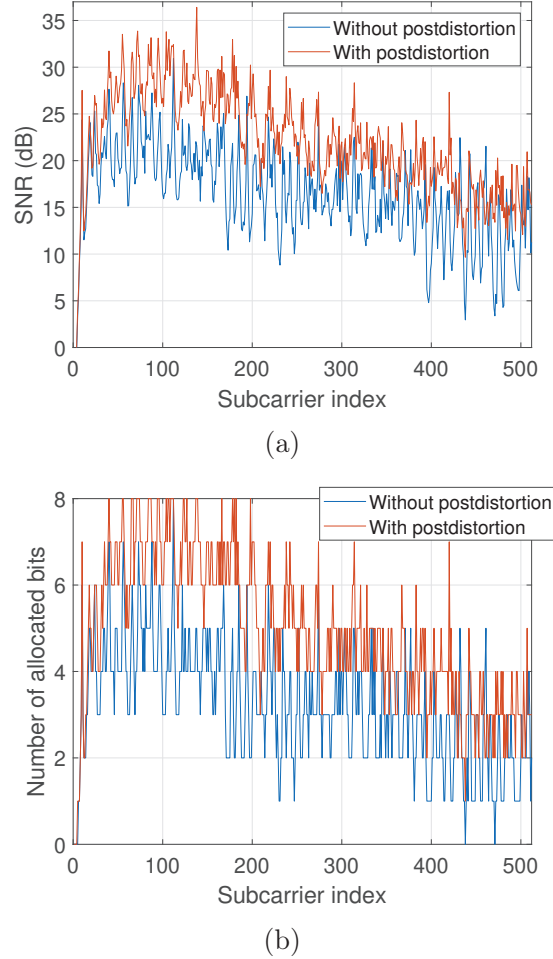 Without postdistortion
With postdistortion
35
30
25
20
15
10
5
0
SNR (dB)
0 100 200 300 400 500
Subcarrier index
(a)
Without postdistortion
With postdistortion
8
6
4
2
0
Number of allocated bits
0 100 200 300 400 500
Subcarrier index
(b)